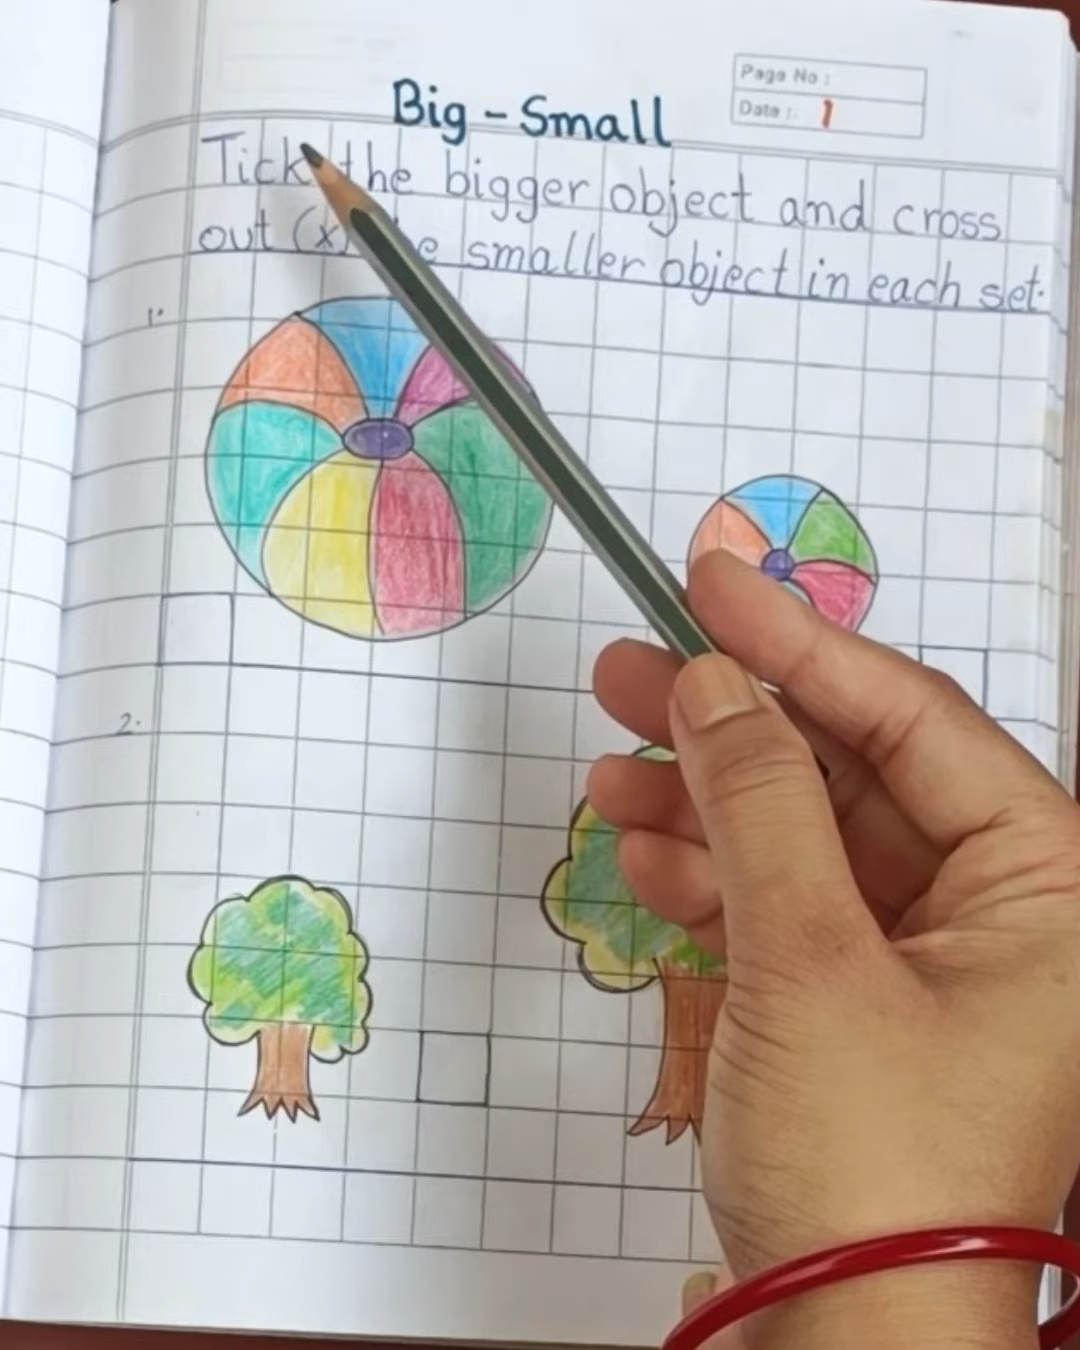 Page No :
Big - Small
Date :. 1
Tick the bigger object and cross
out (x) smaller object in each set.
1.
2.